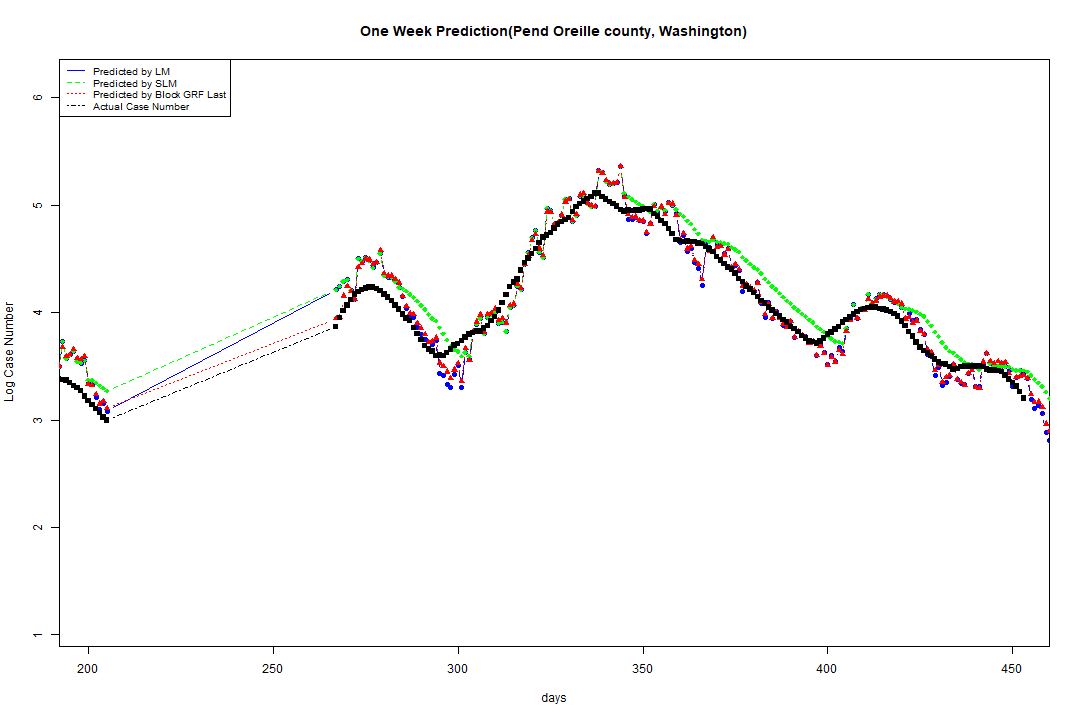 One Week Prediction(Pend Oreille county, Washington)
Predicted by LM
Predicted by SLM
Predicted by Block GRF Last
Actual Case Number
Log Case Number
6
5
4
3
2
1
200 250 300 350 400 450
days